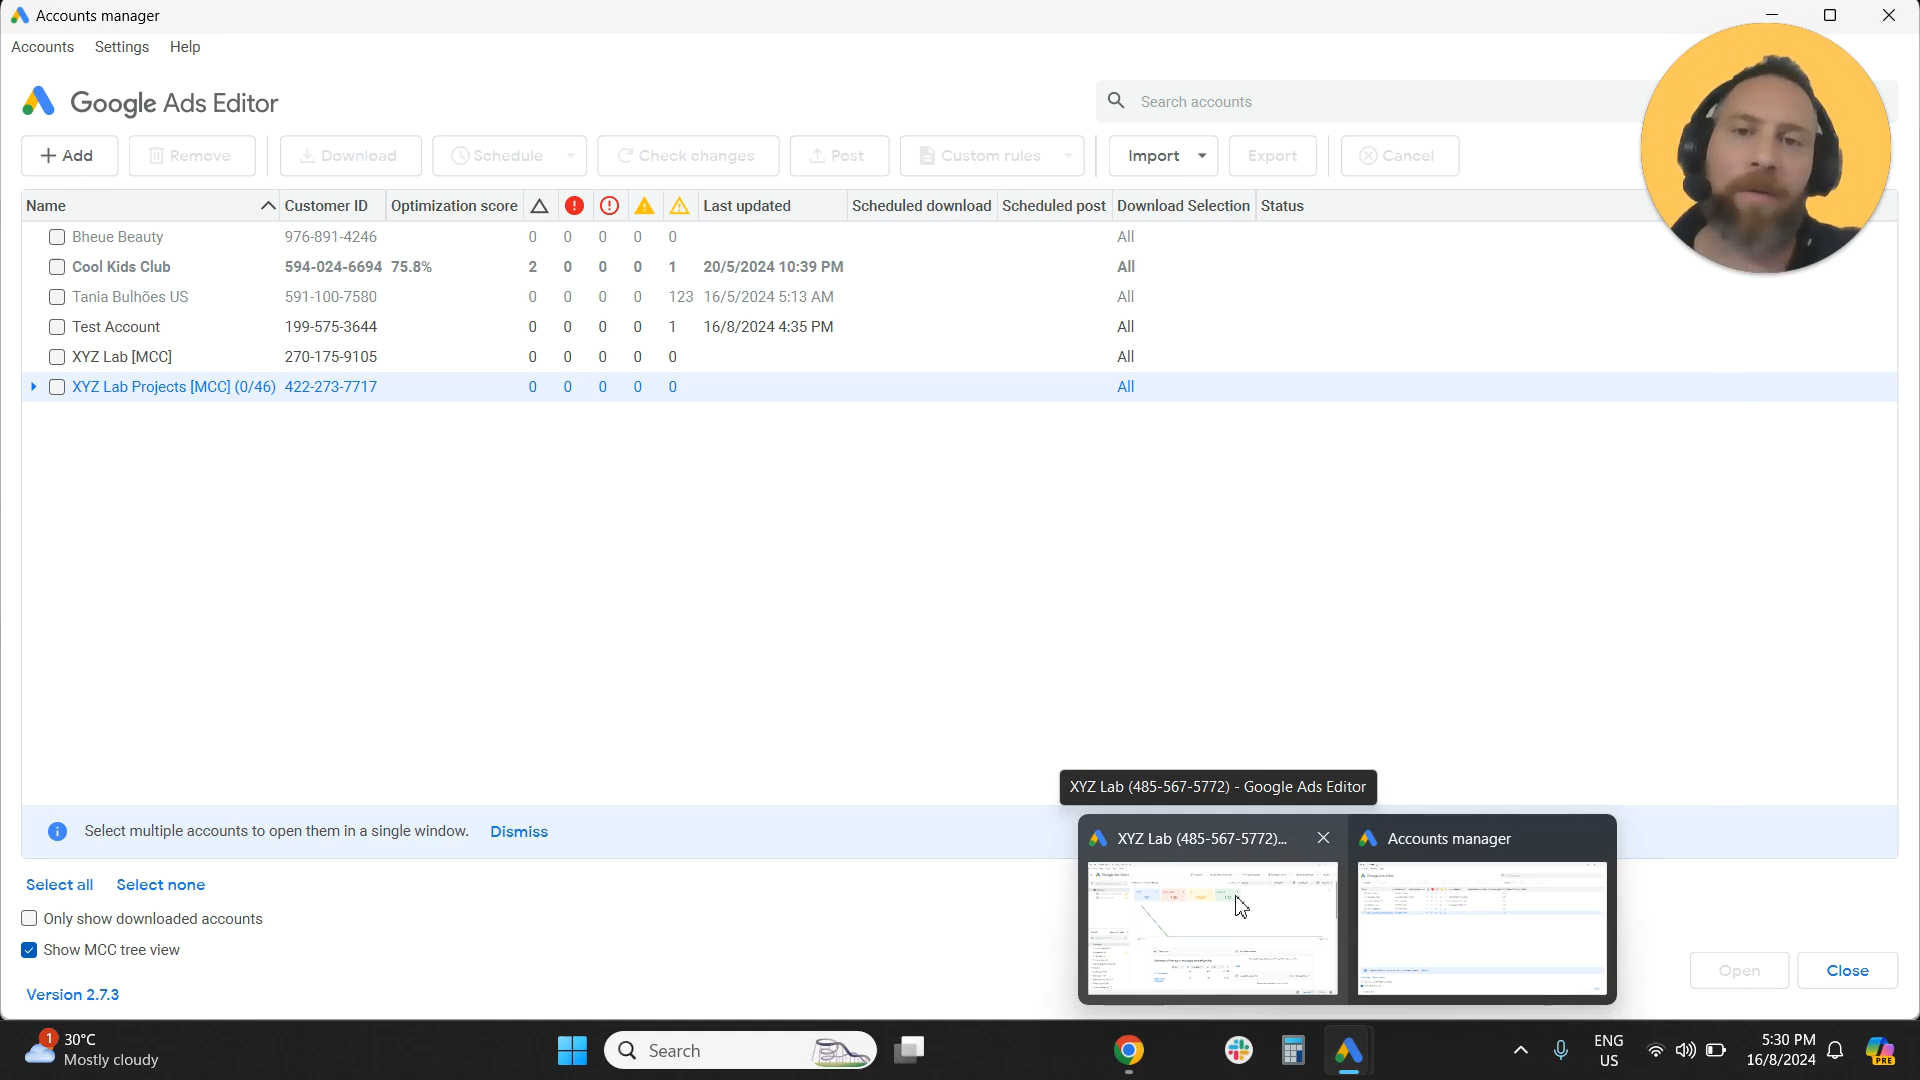 Accounts manager
Accounts Settings Help
Google Ads Editor
Search accounts
Add Remove Download Schedule Check changes Post Custom rules Import Export Cancel
Name Customer ID Optimization score Last updated Scheduled download Scheduled post Download Selection Status
Bheue Beauty 976-891-4246 0 0 0 0 0 All
Cool Kids Club 594-024-6694 75.8% 2 0 0 0 1 20/5/2024 10:39 PM All
Tania Bulhões US 591-100-7580 0 0 0 0 123 16/5/2024 5:13 AM All
Test Account 199-575-3644 0 0 0 0 1 16/8/2024 4:35 PM All
XYZ Lab [MCC] 270-175-9105 0 0 0 0 0 All
XYZ Lab Projects [MCC] (0/46) 422-273-7717 0 0 0 0 0 All
XYZ Lab (485-567-5772) - Google Ads Editor
Select multiple accounts to open them in a single window. Dismiss
XYZ Lab (485-567-5772)... Accounts manager
Select all Select none
Only show downloaded accounts
Show MCC tree view
Open Close
Version 2.7.3
1 30°C
Mostly cloudy
Search
ENG
US
5:30 PM
16/8/2024
PRE